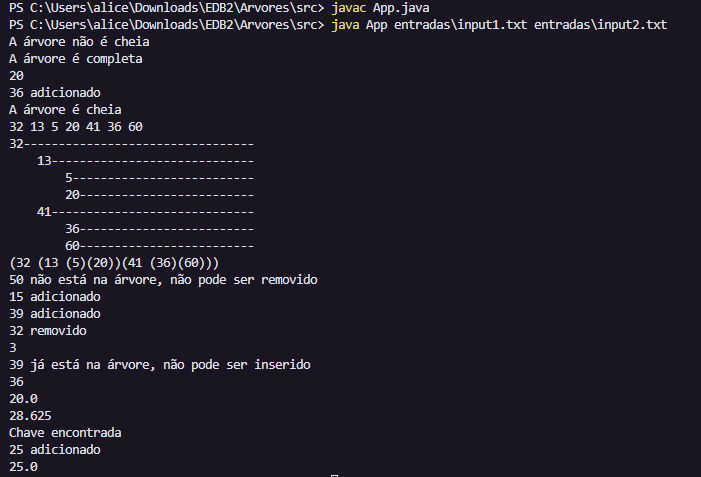 PS C:\Users\alice\Downloads\EDB2\Arvores\src> javac App.java
PS C:\Users\alice\Downloads\EDB2\Arvores\src> java App entradas\input1.txt entradas\input2.txt
A árvore não é cheia
A árvore é completa
20
36 adicionado
A árvore é cheia
32 13 5 20 41 36 60
32---------------------------------
    13-----------------------------
        5--------------------------
        20-------------------------
    41-----------------------------
        36-------------------------
        60-------------------------
(32 (13 (5)(20))(41 (36)(60)))
50 não está na árvore, não pode ser removido
15 adicionado
39 adicionado
32 removido
3
39 já está na árvore, não pode ser inserido
36
20.0
28.625
Chave encontrada
25 adicionado
25.0